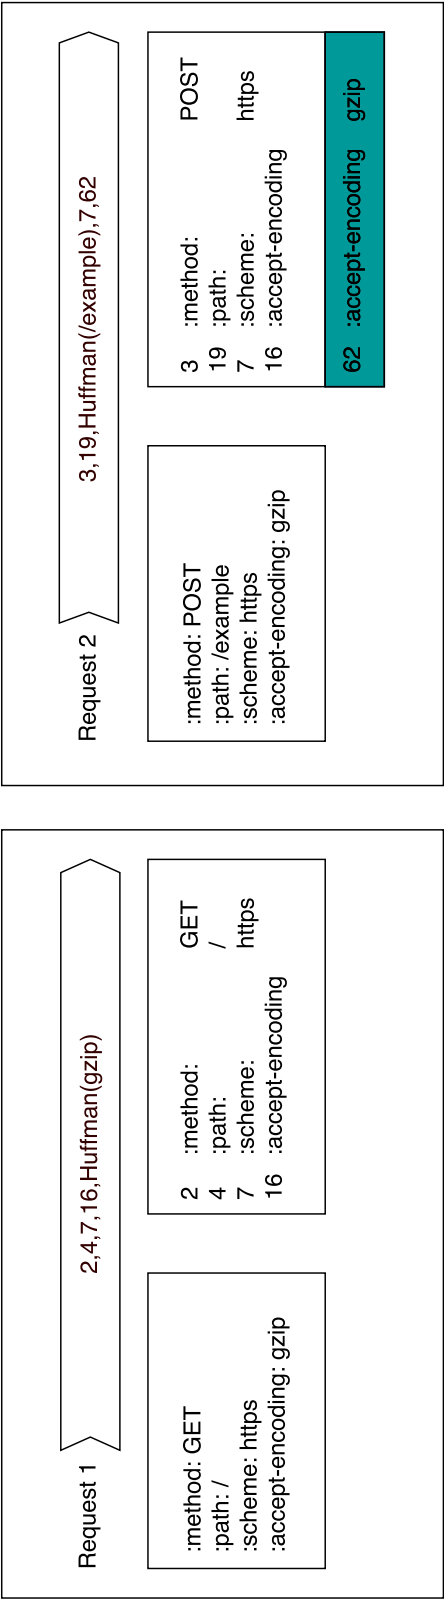 Request 1
2,4,7,16,Huffman(gzip)
:method: GET
:path: /
:scheme: https
:accept-encoding: gzip
2 :method: GET
4 :path: /
7 :scheme: https
16 :accept-encoding
Request 2
3,19,Huffman(/example),7,62
:method: POST
:path: /example
:scheme: https
:accept-encoding: gzip
3 :method: POST
19 :path:
7 :scheme: https
16 :accept-encoding
62 :accept-encoding gzip